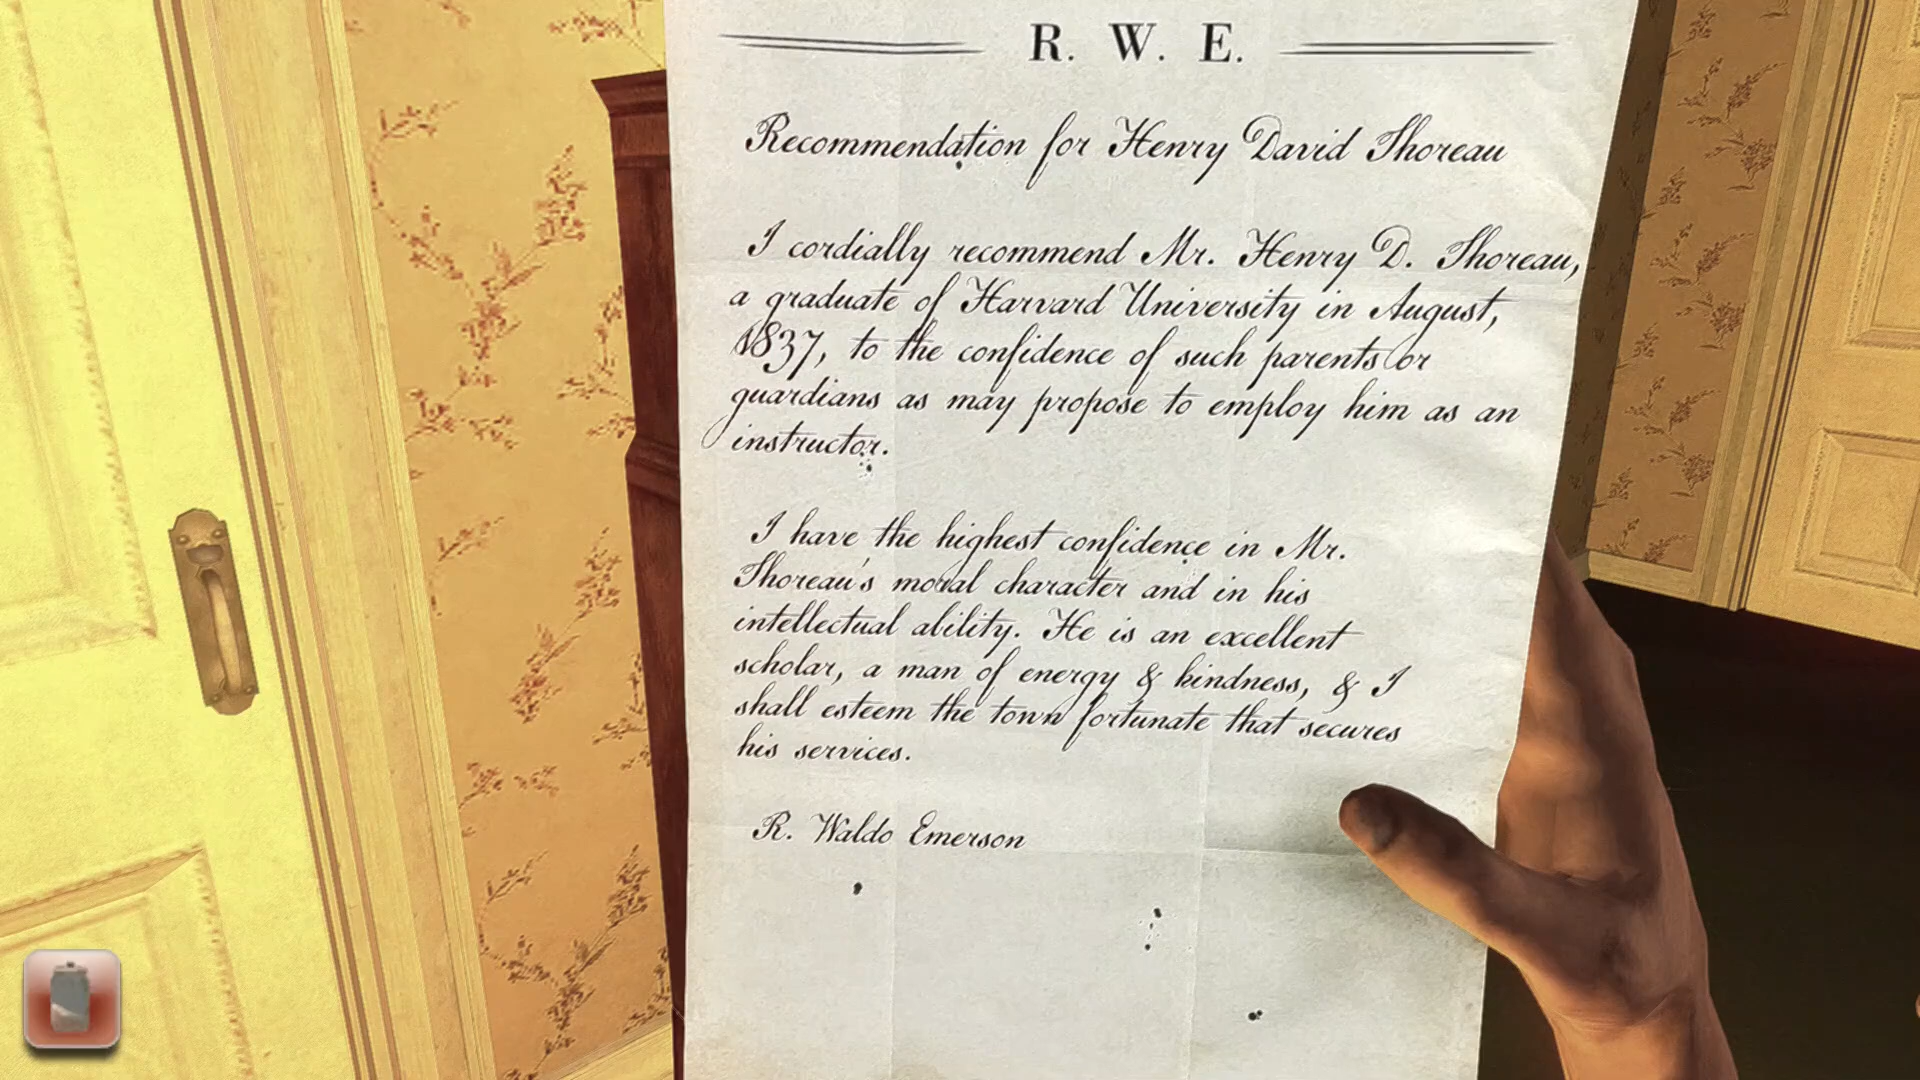 R. W. E.
Recommendation for Henry David Thoreau
I cordially recommend Mr. Henry D. Thoreau,
a graduate of Harvard University in August,
1837, to the confidence of such parents or
guardians as may propose to employ him as an
instructor.
I have the highest confidence in Mr.
Thoreau's moral character and in his
intellectual ability. He is an excellent
scholar, a man of energy & kindness, & I
shall esteem the town fortunate that secures
his services.
R. Waldo Emerson